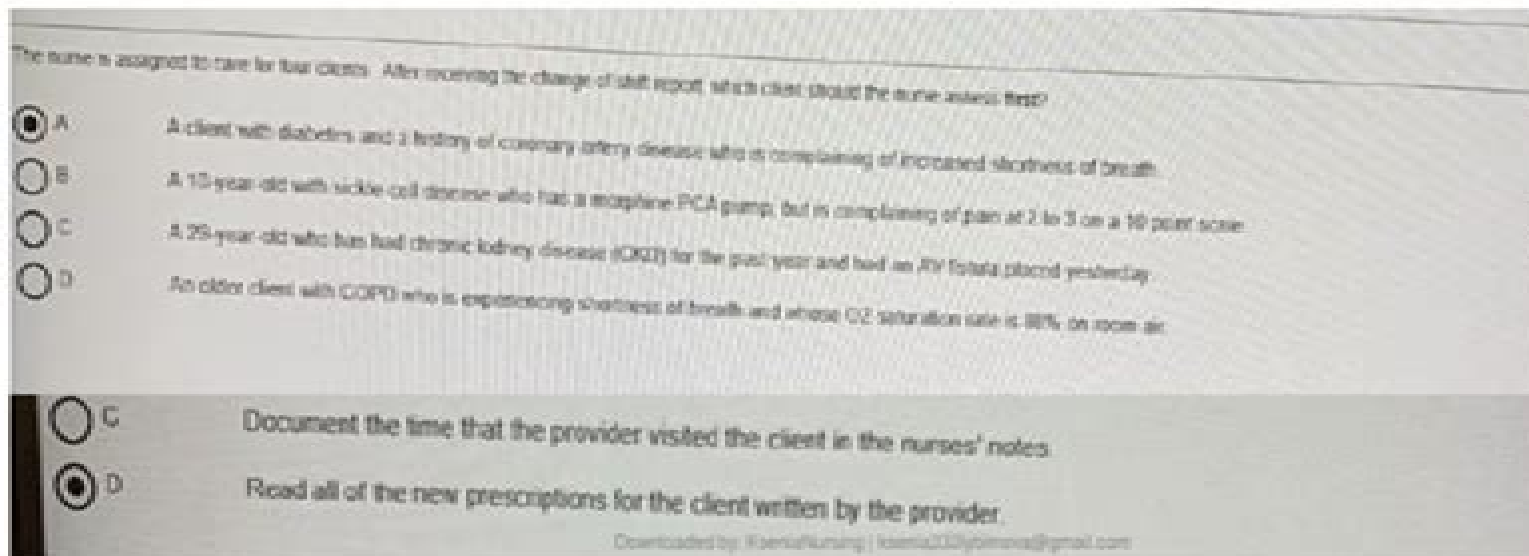 The nurse is assigned to care for four clients. After receiving the change of shift report, which client should the nurse assess first?
A A client with diabetes and a history of coronary artery disease who is complaining of increased shortness of breath.
B A 10-year-old with sickle cell disease who has a morphine PCA pump, but is complaining of pain at 2 to 3 on a 10 point scale.
C A 29-year-old who has had chronic kidney disease (CKD) for the past year and had an AV fistula placed yesterday.
D An older client with COPD who is experiencing shortness of breath and whose O2 saturation rate is 88% on room air.
C Document the time that the provider visited the client in the nurses' notes.
D Read all of the new prescriptions for the client written by the provider.
Downloaded by: KseniaNursing |